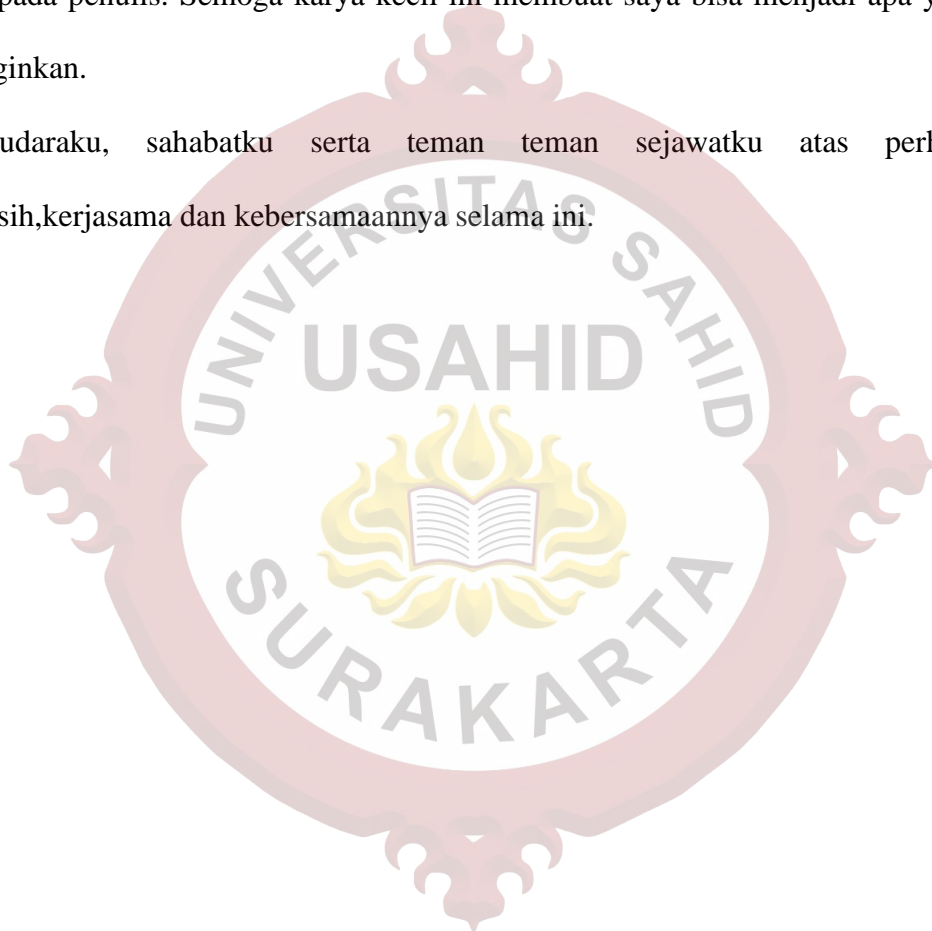 pada penulis. Semoga karya kecil ini membuat saya bisa menjadi apa y
ginkan.
udaraku, sahabatku serta teman teman sejawatku atas perh
sih,kerjasama dan kebersamaannya selama ini.
UNIVERSITAS SAHID
USAHID
SURAKARTA